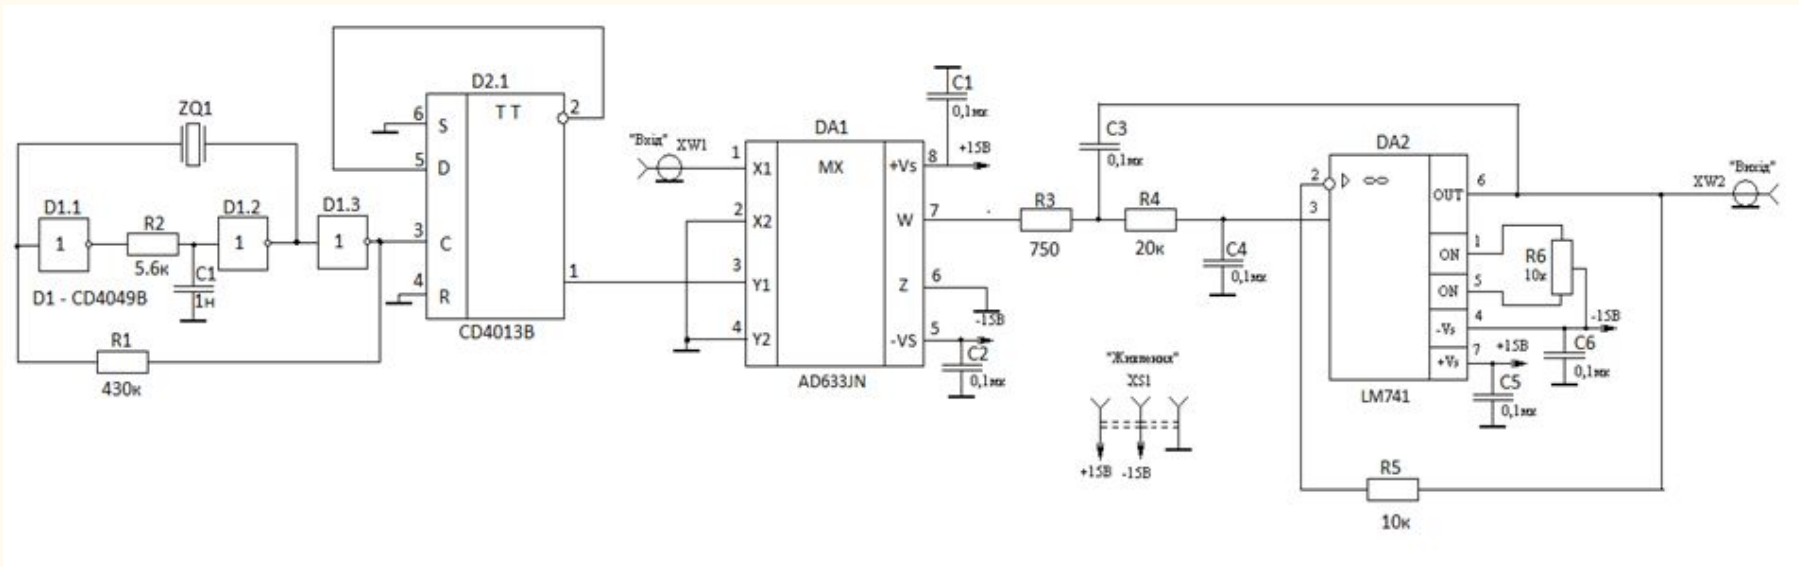 ZQ1
D1.1
1
R2
5.6к
C1
1н
D1.2
1
D1.3
1
D1 - CD4049B
R1
430к
D2.1
T T
6
S
5
D
3
C
4
R
2
1
CD4013B
"Вхід"
XW1
DA1
MX
1
X1
2
X2
3
Y1
4
Y2
+Vs
8
W
7
Z
6
-VS
5
AD633JN
C1
0,1мк
+15В
-15В
C2
0,1мк
R3
750
C3
0,1мк
R4
20к
C4
0,1мк
"Живлення"
XS1
+15В
-15В
DA2
2
3
▷ ∞
OUT
6
ON
1
ON
5
-Vs
4
+Vs
7
LM741
R6
10к
-15В
+15В
C6
0,1мк
C5
0,1мк
R5
10к
XW2
"Вихід"